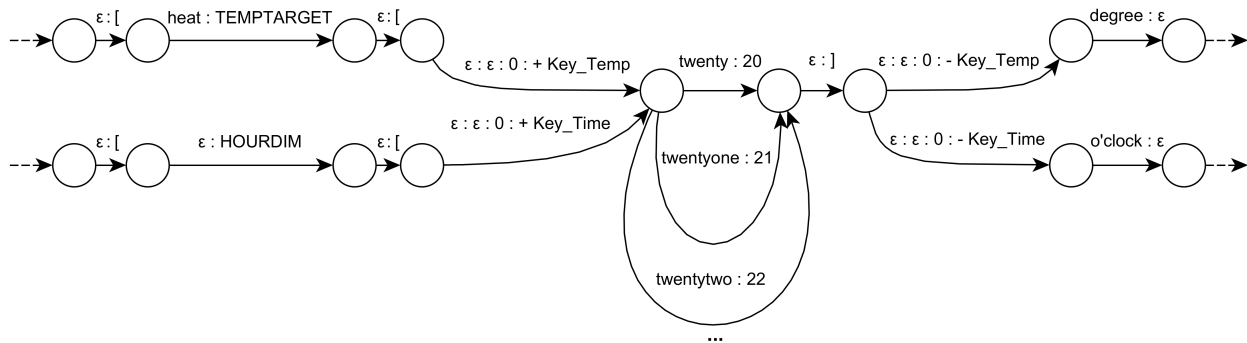 ε : [
heat : TEMPTARGET
ε : [
degree : ε
ε : ε : 0 : + Key_Temp
twenty : 20
ε : ]
ε : ε : 0 : - Key_Temp
ε : [
ε : HOURDIM
ε : [
ε : ε : 0 : + Key_Time
twentyone : 21
ε : ε : 0 : - Key_Time
o'clock : ε
twentytwo : 22
...